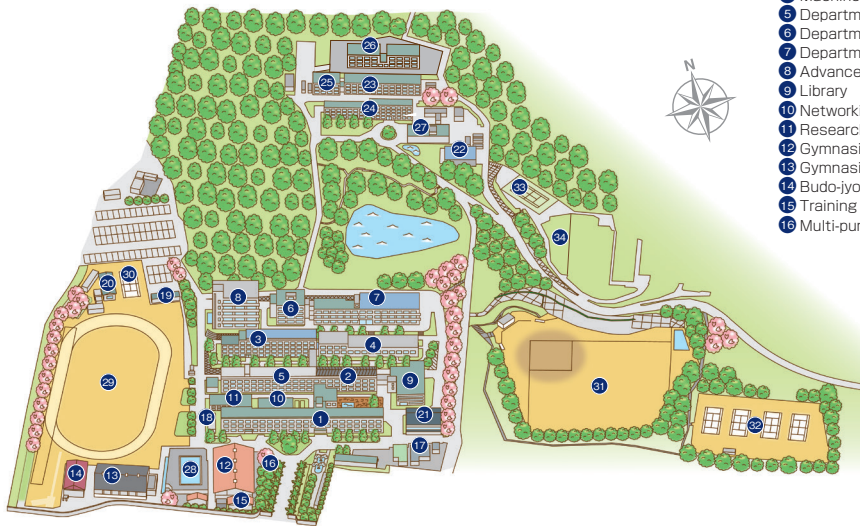 5 Departm
6 Departm
7 Departm
8 Advance
9 Library
10 Networki
11 Researc
12 Gymnasi
13 Gymnasi
14 Budo-jyo
15 Training
16 Multi-pur
N
26
25 23
24
27
22
33
34
20 30
19
8 6 7
3 4
29
5 2 9
31
11 10
18 1 21
32
17
14 13 28 12 16
15